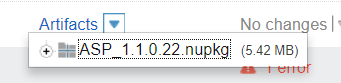 Artifacts
No changes
ASP_1.1.0.22.nupkg (5.42 MB)
1 error